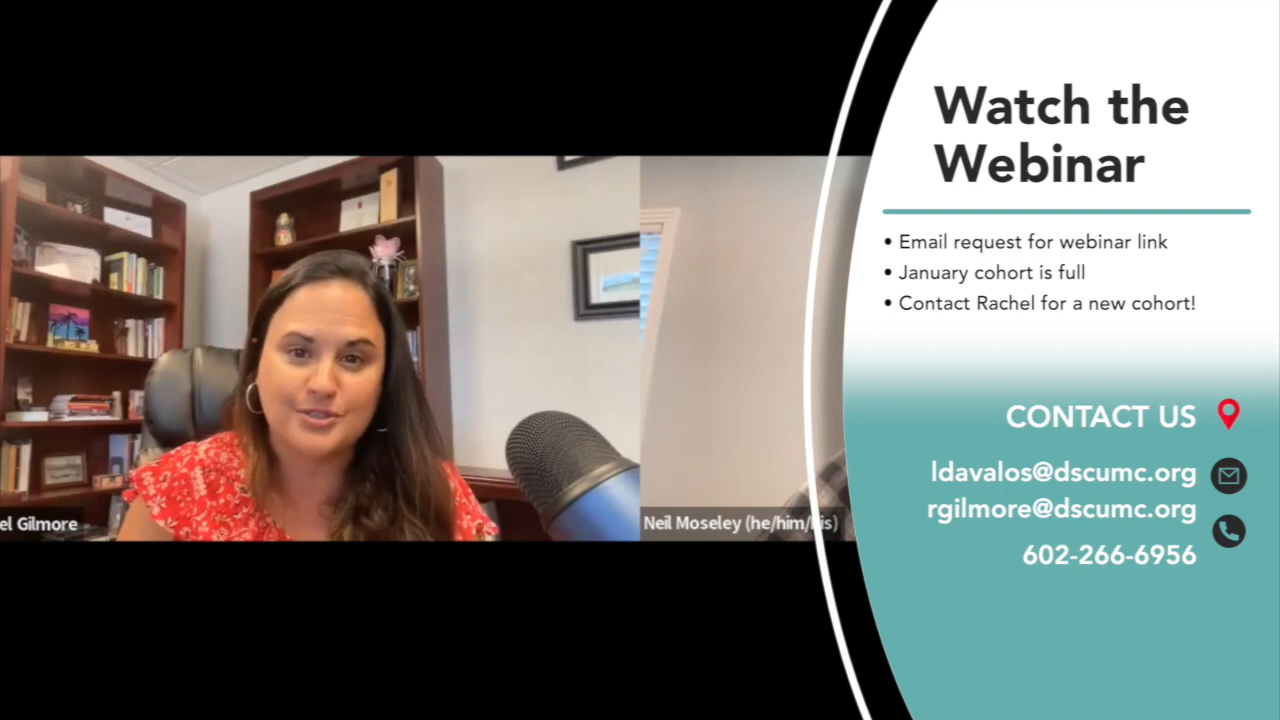 Watch the
Webinar
• Email request for webinar link
• January cohort is full
• Contact Rachel for a new cohort!
CONTACT US
ldavalos@dscumc.org
rgilmore@dscumc.org
602-266-6956
el Gilmore
Neil Moseley (he/him/his)